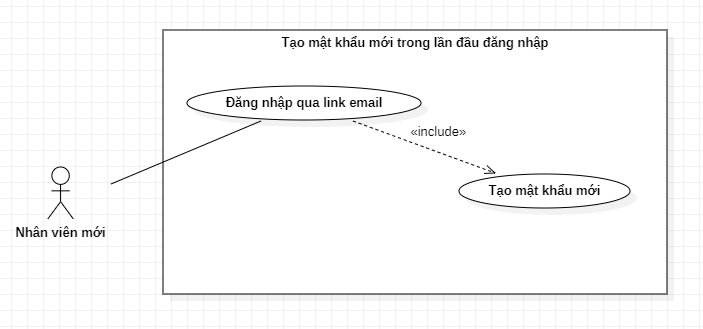 Tạo mật khẩu mới trong lần đầu đăng nhập
Đăng nhập qua link email
«include»
Tạo mật khẩu mới
Nhân viên mới